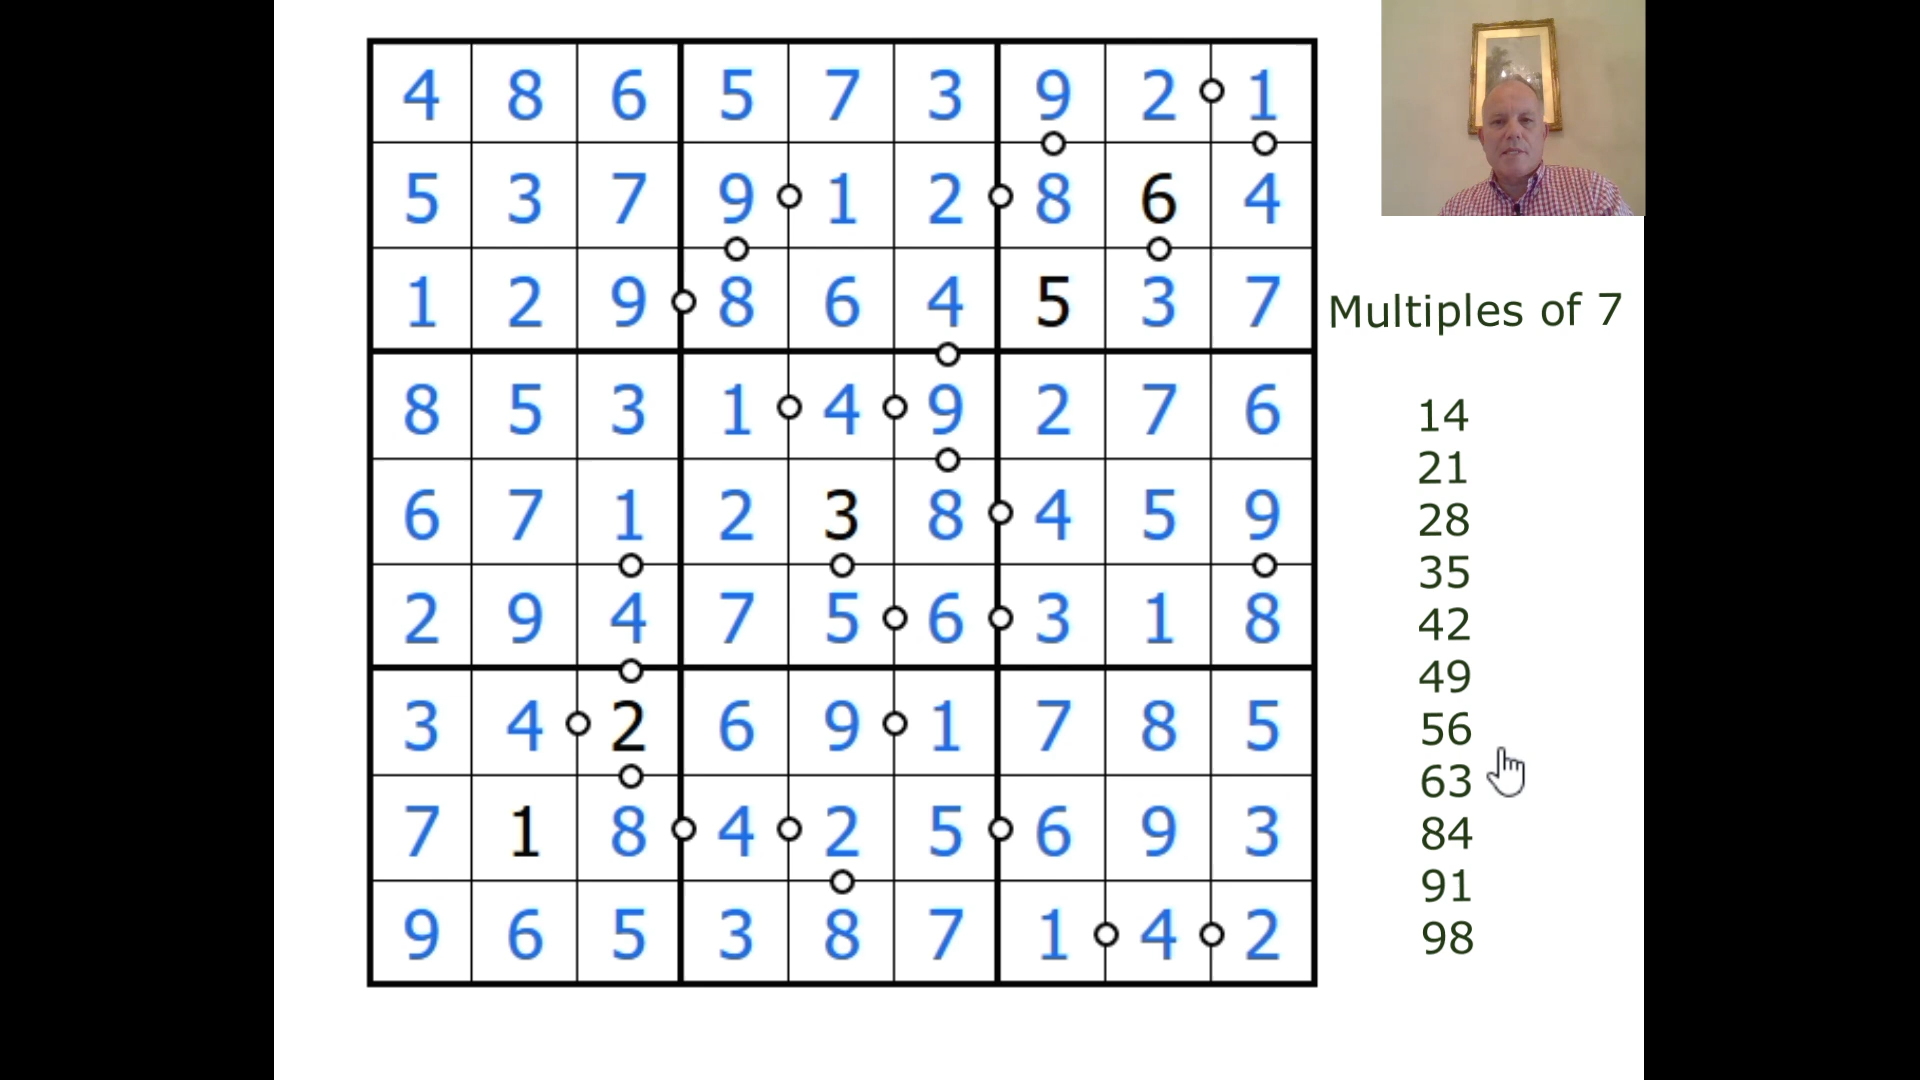 4 8 6 5 7 3 9 2 1
5 3 7 9 1 2 8 6 4
1 2 9 8 6 4 5 3 7
8 5 3 1 4 9 2 7 6
6 7 1 2 3 8 4 5 9
2 9 4 7 5 6 3 1 8
3 4 2 6 9 1 7 8 5
7 1 8 4 2 5 6 9 3
9 6 5 3 8 7 1 4 2
Multiples of 7
14
21
28
35
42
49
56
63
84
91
98